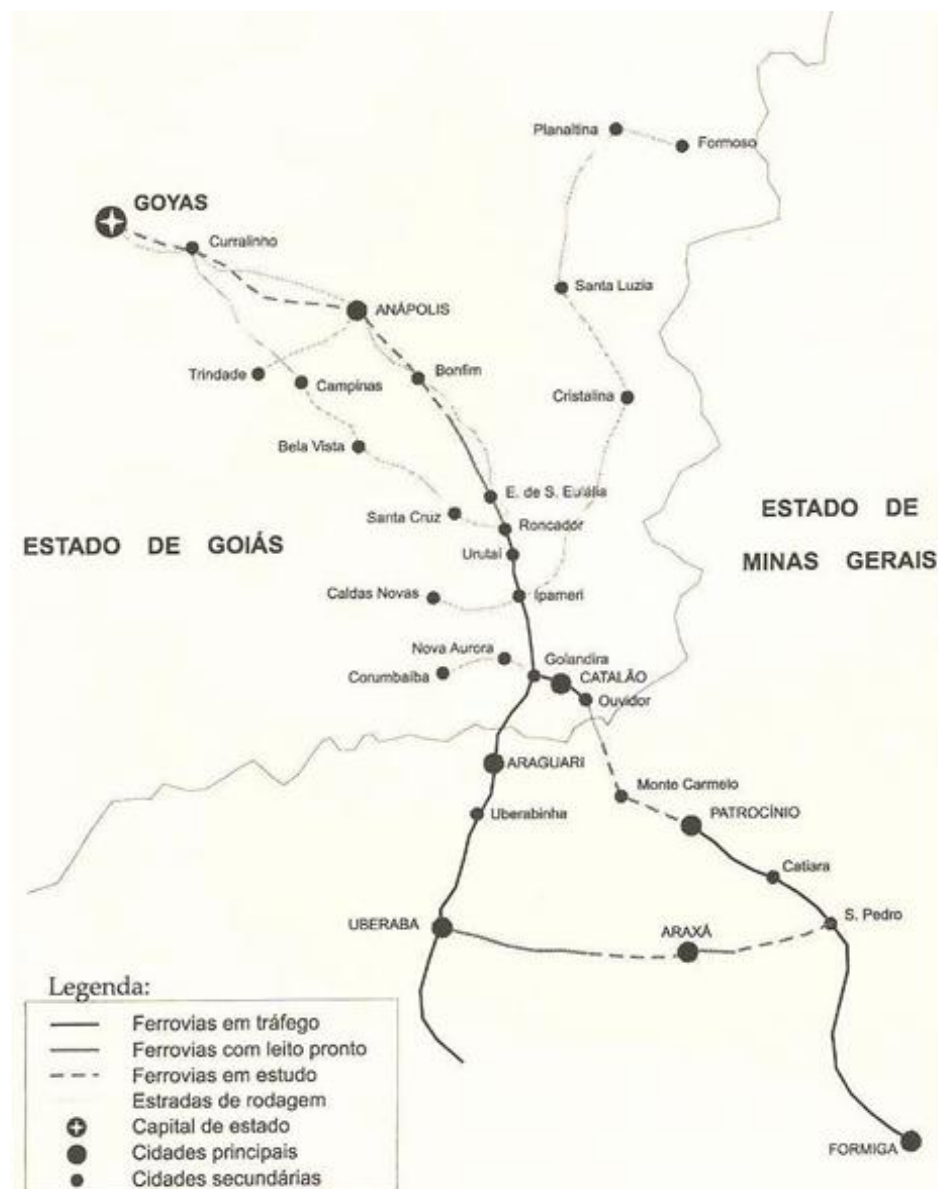 Planaltina
Formoso
GOYAS
Curralinho
Santa Luzia
ANÁPOLIS
Trindade
Campínas
Bonfim
Cristalina
Bela Vista
E. de S. Eulália
Santa Cruz
Roncador
ESTADO DE
MINAS GERAIS
ESTADO DE GOIÁS
Urutaí
Caldas Novas
Ipameri
Nova Aurora
Goiandira
Corumbaíba
CATALÃO
Ouvidor
ARAGUARI
Monte Carmelo
Uberabinha
PATROCÍNIO
Catiara
S. Pedro
UBERABA
ARAXÁ
Legenda:
Ferrovias em tráfego
Ferrovias com leito pronto
Ferrovias em estudo
Estradas de rodagem
Capital de estado
Cidades principais
Cidades secundárias
FORMIGA